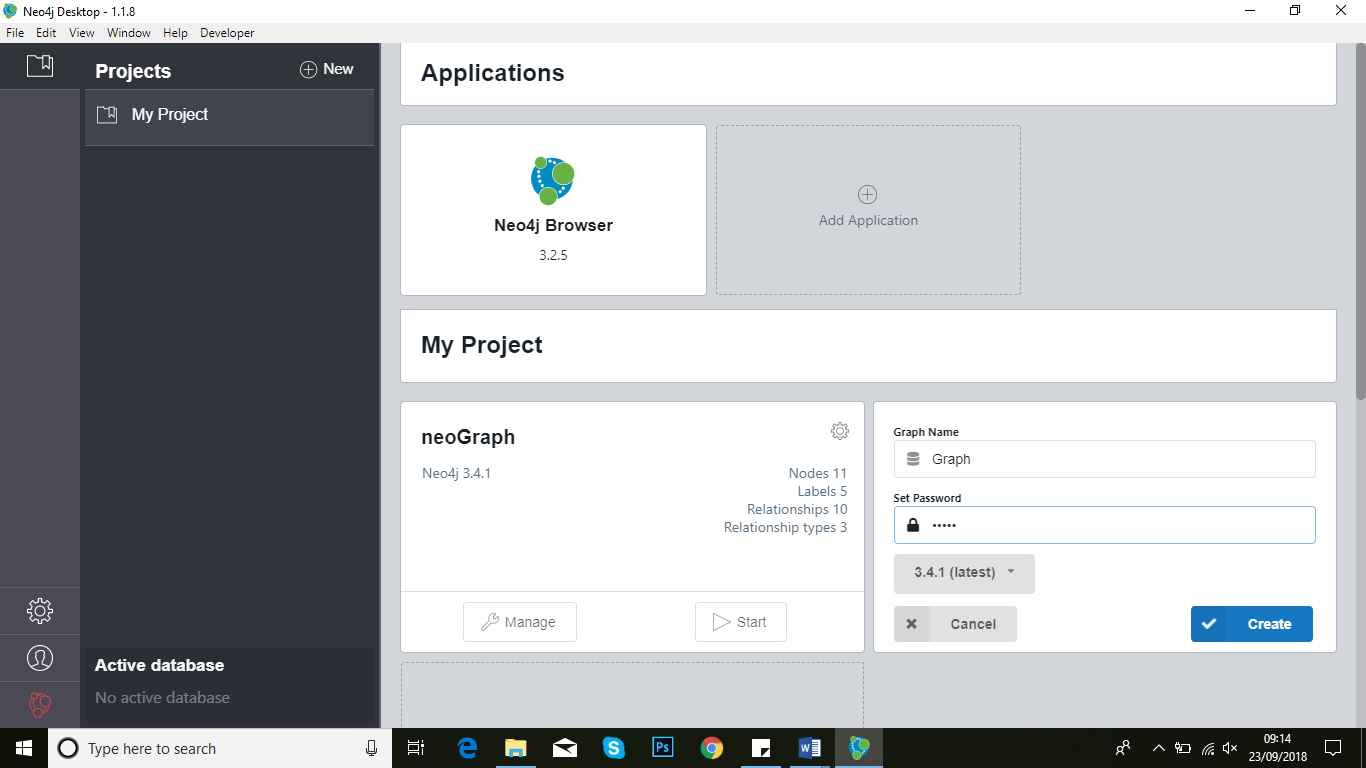 Neo4j Desktop - 1.1.8
File Edit View Window Help Developer
Projects
New
My Project
Active database
No active database
Applications
Neo4j Browser
3.2.5
Add Application
My Project
neoGraph
Neo4j 3.4.1
Nodes 11
Labels 5
Relationships 10
Relationship types 3
Manage
Start
Graph Name
Graph
Set Password
•••••
3.4.1 (latest)
Cancel
Create
Type here to search
Ps
09:14
23/09/2018